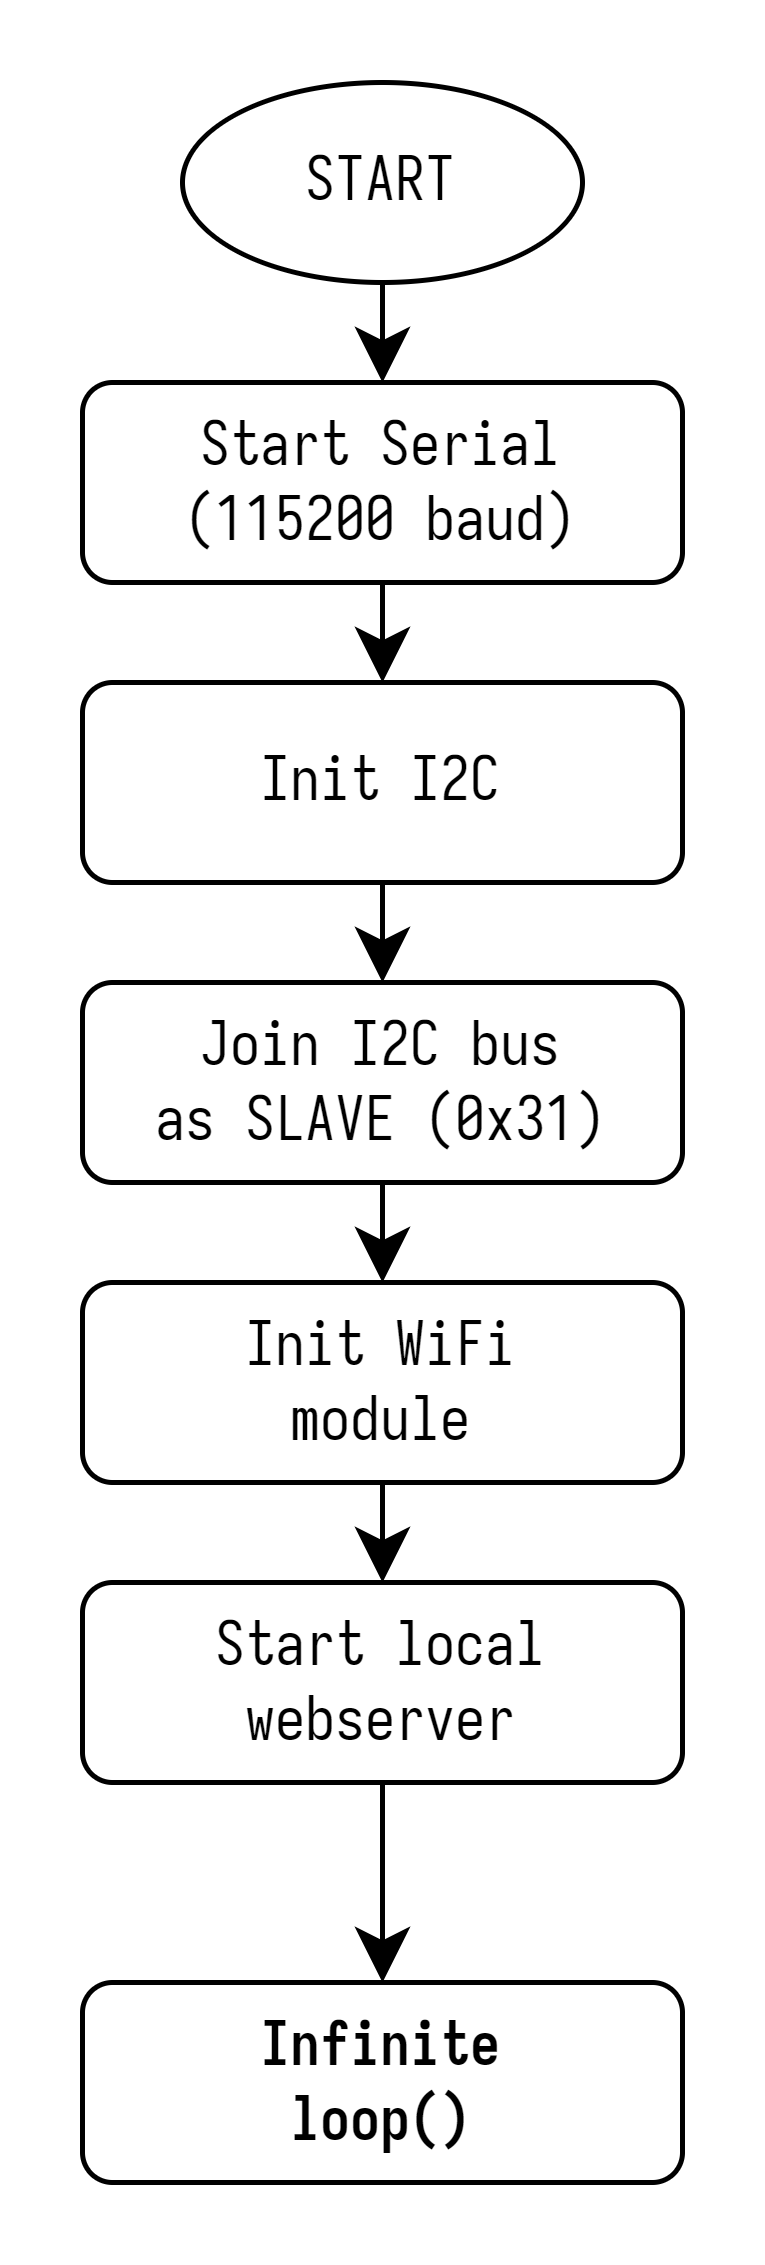 START
Start Serial
(115200 baud)
Init I2C
Join I2C bus
as SLAVE (0x31)
Init WiFi
module
Start local
webserver
Infinite
loop()